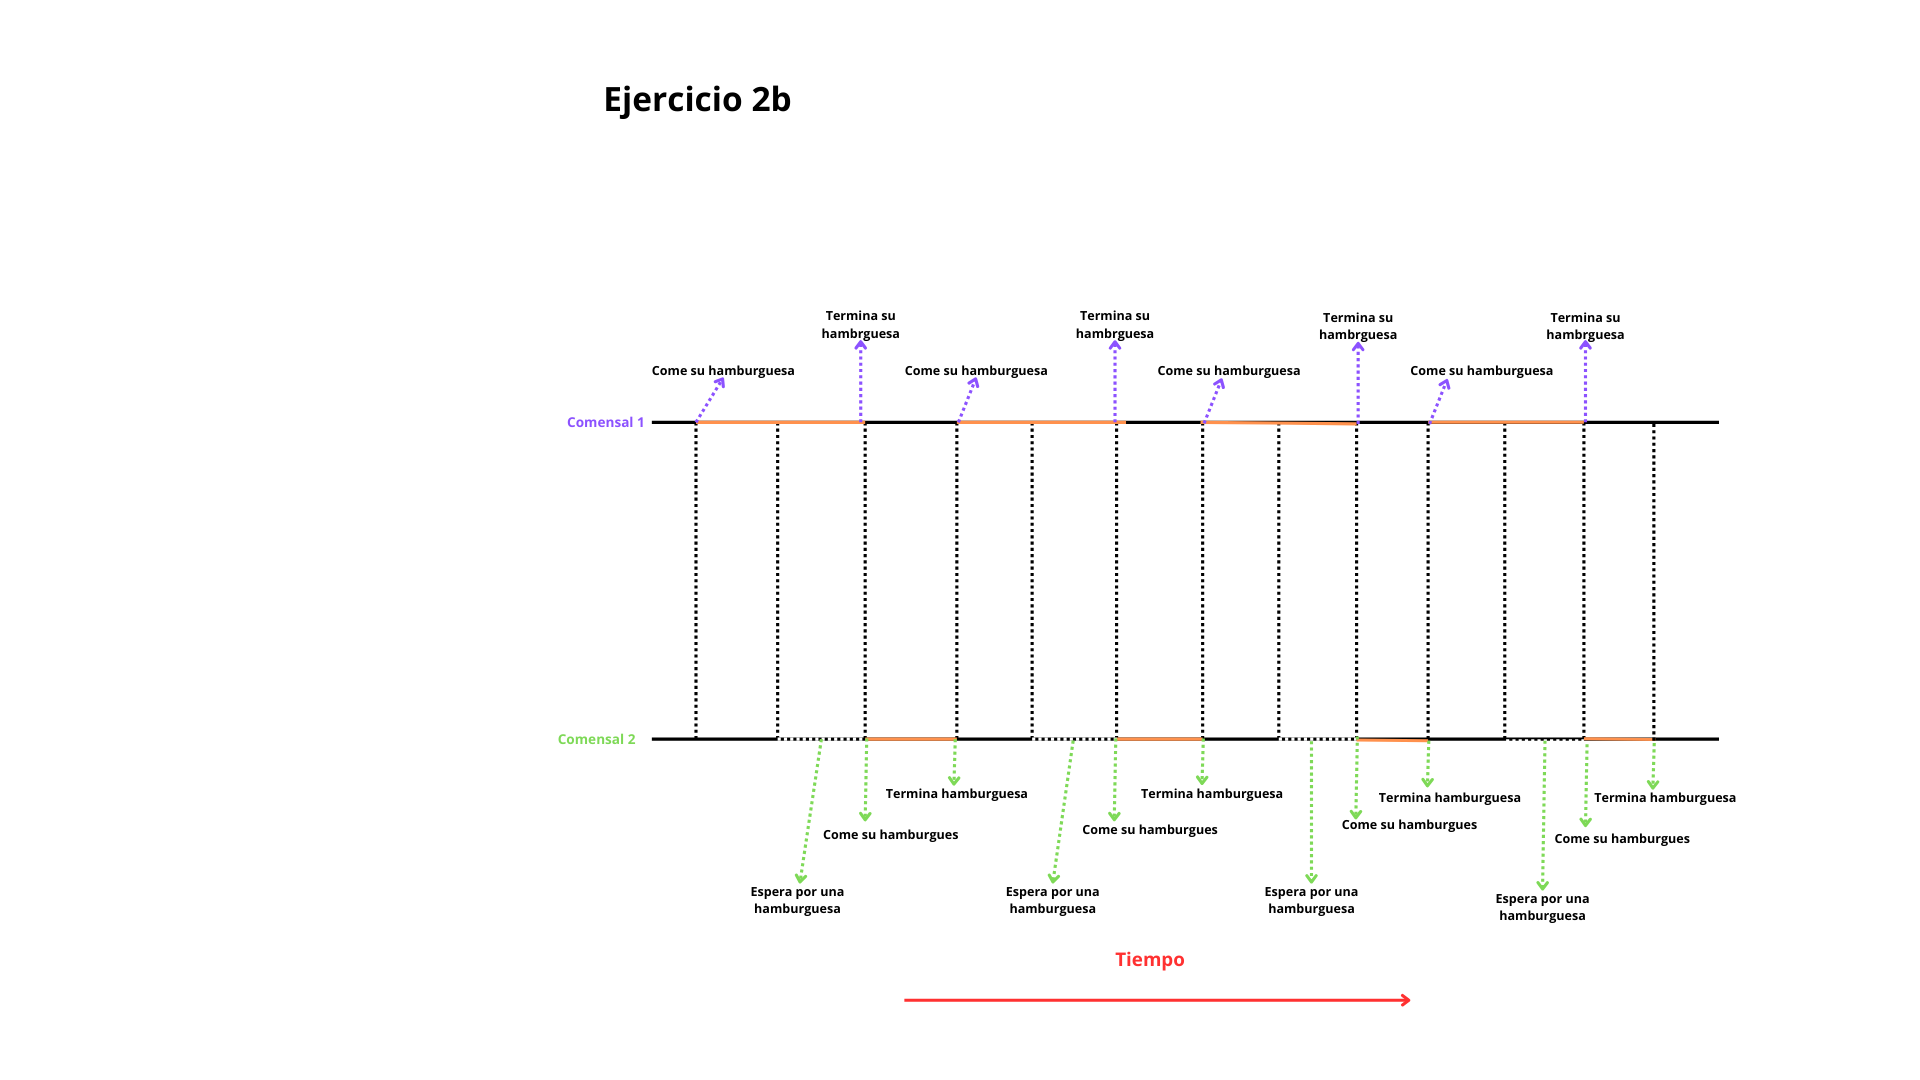 Ejercicio 2b
Termina su
hambrguesa
Termina su
hambrguesa
Termina su
hambrguesa
Termina su
hambrguesa
Come su hamburguesa
Come su hamburguesa
Come su hamburguesa
Come su hamburguesa
Comensal 1
Comensal 2
Termina hamburguesa
Termina hamburguesa
Termina hamburguesa
Termina hamburguesa
Come su hamburgues
Come su hamburgues
Come su hamburgues
Come su hamburgues
Espera por una
hamburguesa
Espera por una
hamburguesa
Espera por una
hamburguesa
Espera por una
hamburguesa
Tiempo